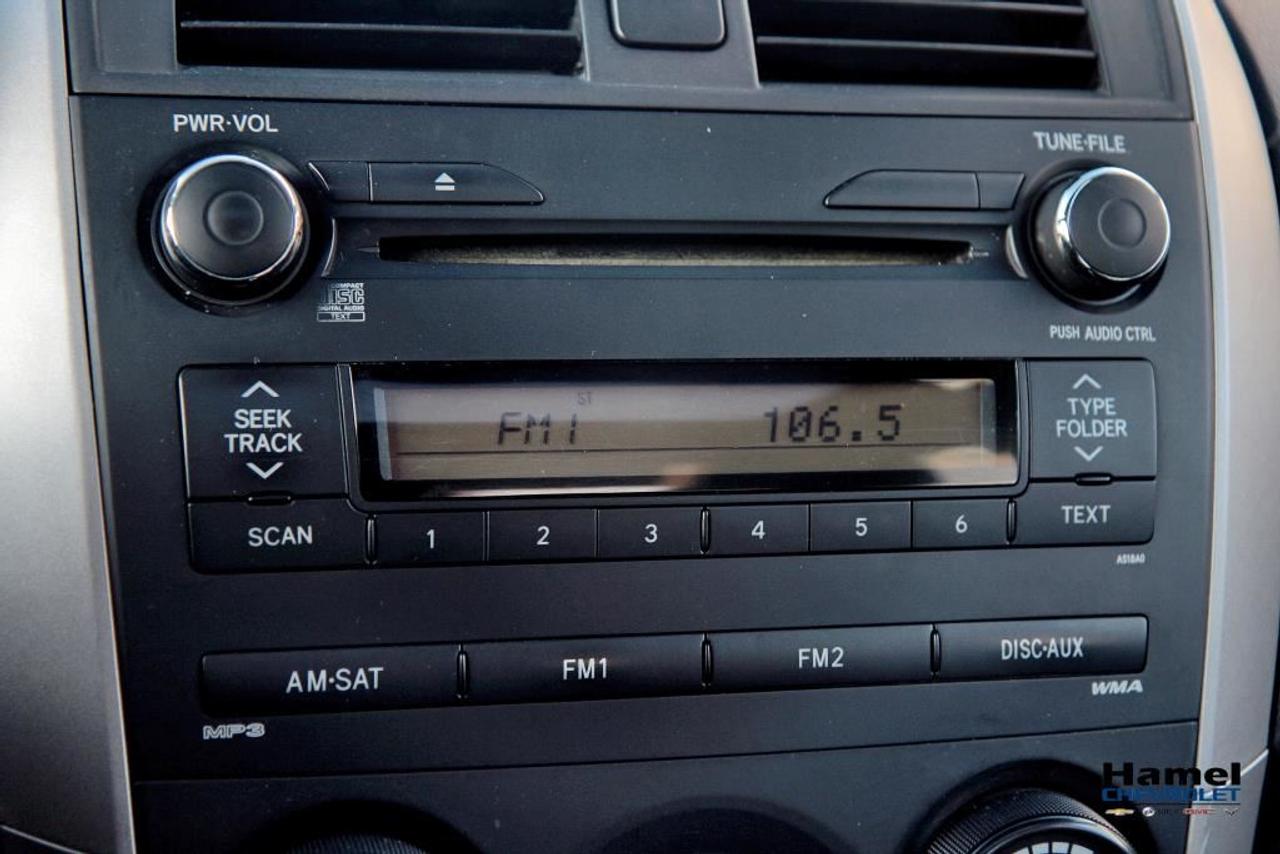 PWR·VOL
TUNE·FILE
COMPACT
DISC
DIGITAL AUDIO
TEXT
PUSH AUDIO CTRL
SEEK
TRACK
ST
FM1 106.5
TYPE
FOLDER
SCAN
1
2
3
4
5
6
TEXT
AS18A0
AM·SAT
FM1
FM2
DISC·AUX
MP3
WMA
Hamel
CHEVROLET
GMC